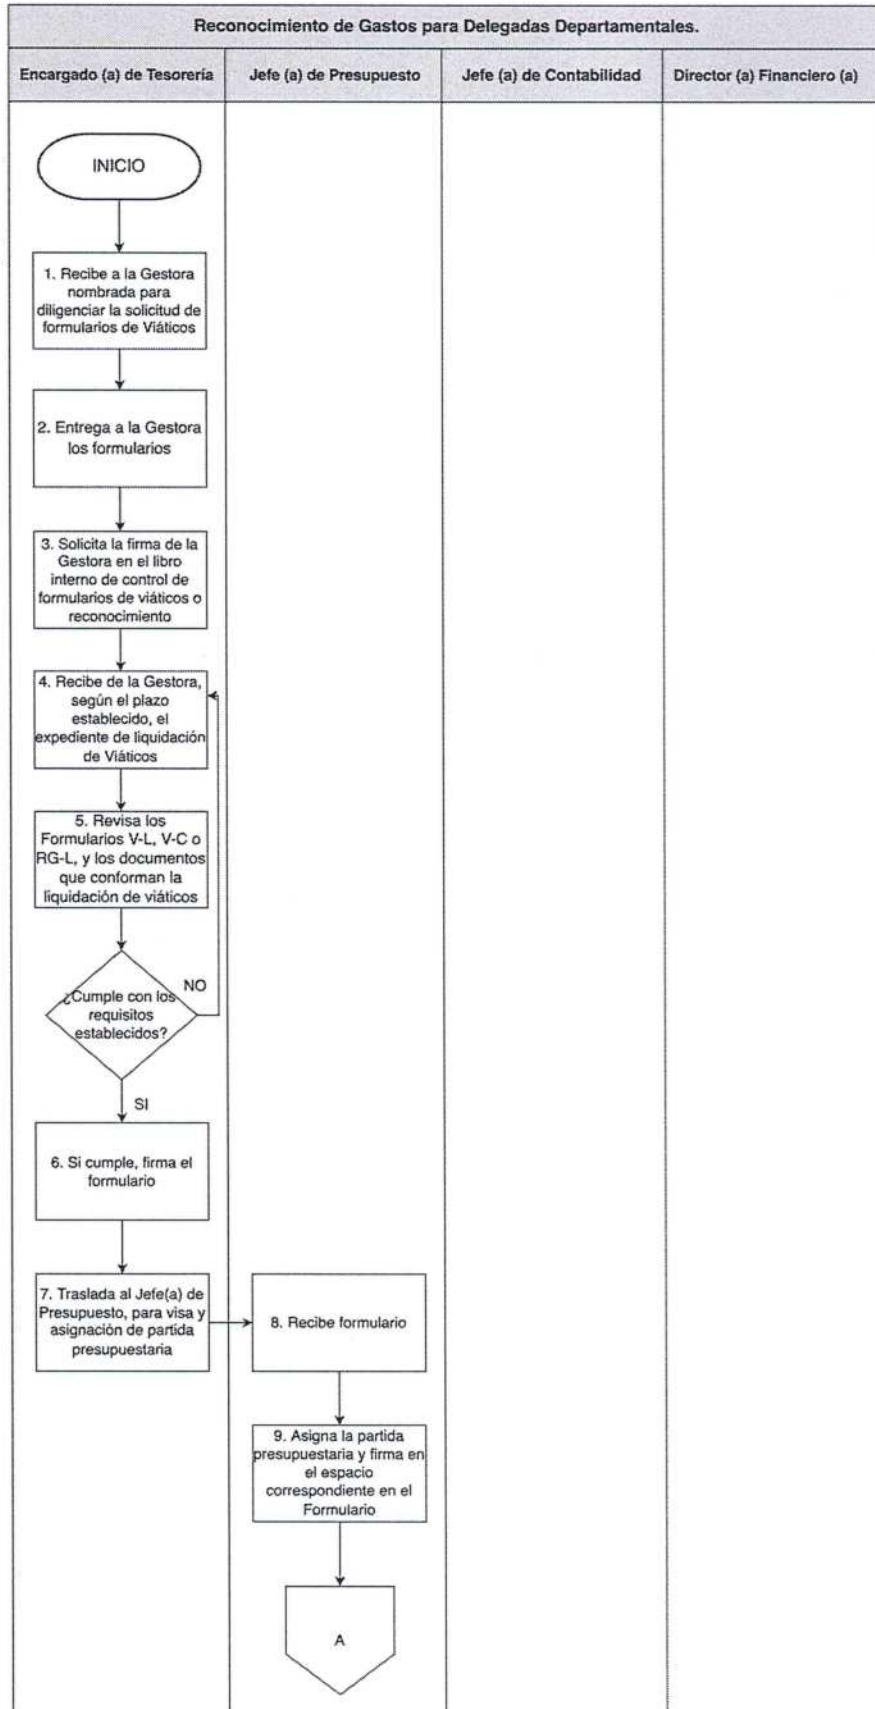 Reconocimiento de Gastos para Delegadas Departamentales.
Encargado (a) de Tesorería
Jefe (a) de Presupuesto
Jefe (a) de Contabilidad
Director (a) Financiero (a)
INICIO
1. Recibe a la Gestora
nombrada para
diligenciar la solicitud de
formularios de Viáticos
2. Entrega a la Gestora
los formularios
3. Solicita la firma de la
Gestora en el libro
interno de control de
formularios de viáticos o
reconocimiento
4. Recibe de la Gestora,
según el plazo
establecido, el
expediente de liquidación
de Viáticos
5. Revisa los
Formularios V-L, V-C o
RG-L, y los documentos
que conforman la
liquidación de viáticos
NO
¿Cumple con los
requisitos
establecidos?
SI
6. Si cumple, firma el
formulario
7. Traslada al Jefe(a) de
Presupuesto, para visa y
asignación de partida
presupuestaria
8. Recibe formulario
9. Asigna la partida
presupuestaria y firma en
el espacio
correspondiente en el
Formulario
A